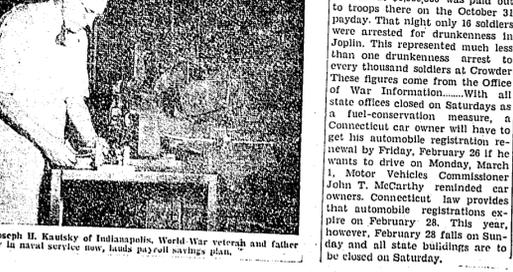 was paid out
to troops there on the October 31
payday. That night only 16 soldiers
were arrested for drunkenness in
Joplin. This represented much less
than one drunkenness arrest to
every thousand soldiers at Crowder
These figures come from the Office
of War Information........With all
state offices closed on Saturdays as
a fuel-conservation measure, a
Connecticut car owner will have to
get his automobile registration re-
newal by Friday, February 26 if he
wants to drive on Monday, March
1, Motor Vehicles Commissioner
John T. McCarthy reminded car
owners. Connecticut law provides
that automobile registrations ex-
pire on February 28. This year,
however, February 28 falls on Sun-
day and all state buildings are to
be closed on Saturday.
oseph H. Kautsky of Indianapolis, World War veteran and father
in naval service now, lauds payroll savings plan.